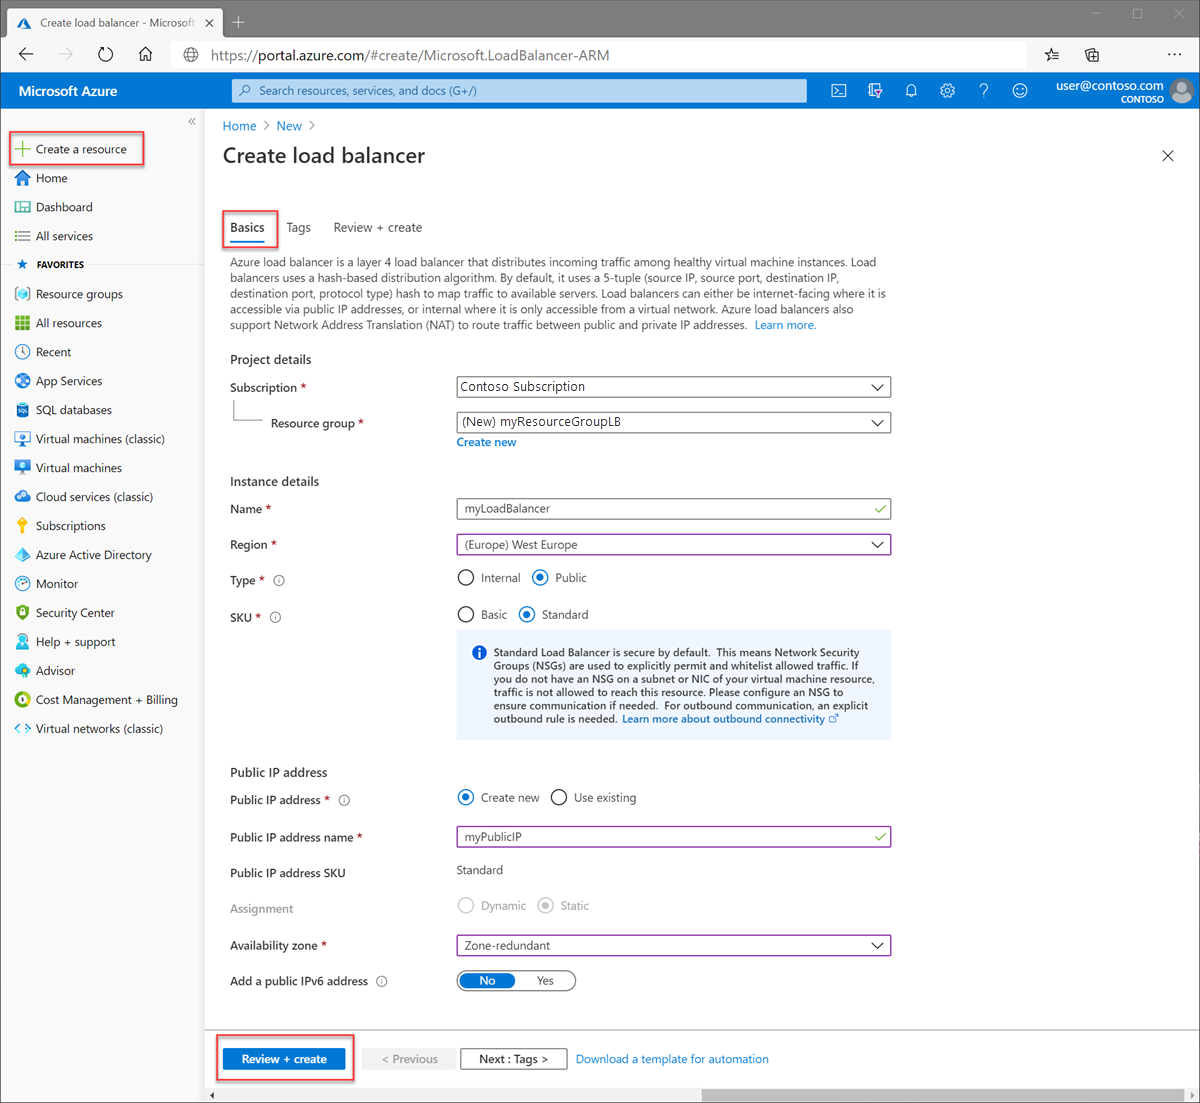 Create load balancer - Microsoft
https://portal.azure.com/#create/Microsoft.LoadBalancer-ARM
Microsoft Azure
Search resources, services, and docs (G+/)
user@contoso.com
CONTOSO
Create a resource
Home
Dashboard
All services
FAVORITES
Resource groups
All resources
Recent
App Services
SQL databases
Virtual machines (classic)
Virtual machines
Cloud services (classic)
Subscriptions
Azure Active Directory
Monitor
Security Center
Help + support
Advisor
Cost Management + Billing
Virtual networks (classic)
Home > New >
Create load balancer
Basics Tags Review + create
Azure load balancer is a layer 4 load balancer that distributes incoming traffic among healthy virtual machine instances. Load
balancers uses a hash-based distribution algorithm. By default, it uses a 5-tuple (source IP, source port, destination IP,
destination port, protocol type) hash to map traffic to available servers. Load balancers can either be internet-facing where it is
accessible via public IP addresses, or internal where it is only accessible from a virtual network. Azure load balancers also
support Network Address Translation (NAT) to route traffic between public and private IP addresses. Learn more.
Project details
Subscription * Contoso Subscription
Resource group * (New) myResourceGroupLB
Create new
Instance details
Name * myLoadBalancer
Region * (Europe) West Europe
Type * Internal Public
SKU * Basic Standard
Standard Load Balancer is secure by default. This means Network Security
Groups (NSGs) are used to explicitly permit and whitelist allowed traffic. If
you do not have an NSG on a subnet or NIC of your virtual machine resource,
traffic is not allowed to reach this resource. Please configure an NSG to
ensure communication if needed. For outbound communication, an explicit
outbound rule is needed. Learn more about outbound connectivity
Public IP address
Public IP address * Create new Use existing
Public IP address name * myPublicIP
Public IP address SKU Standard
Assignment Dynamic Static
Availability zone * Zone-redundant
Add a public IPv6 address No Yes
Review + create < Previous Next : Tags > Download a template for automation